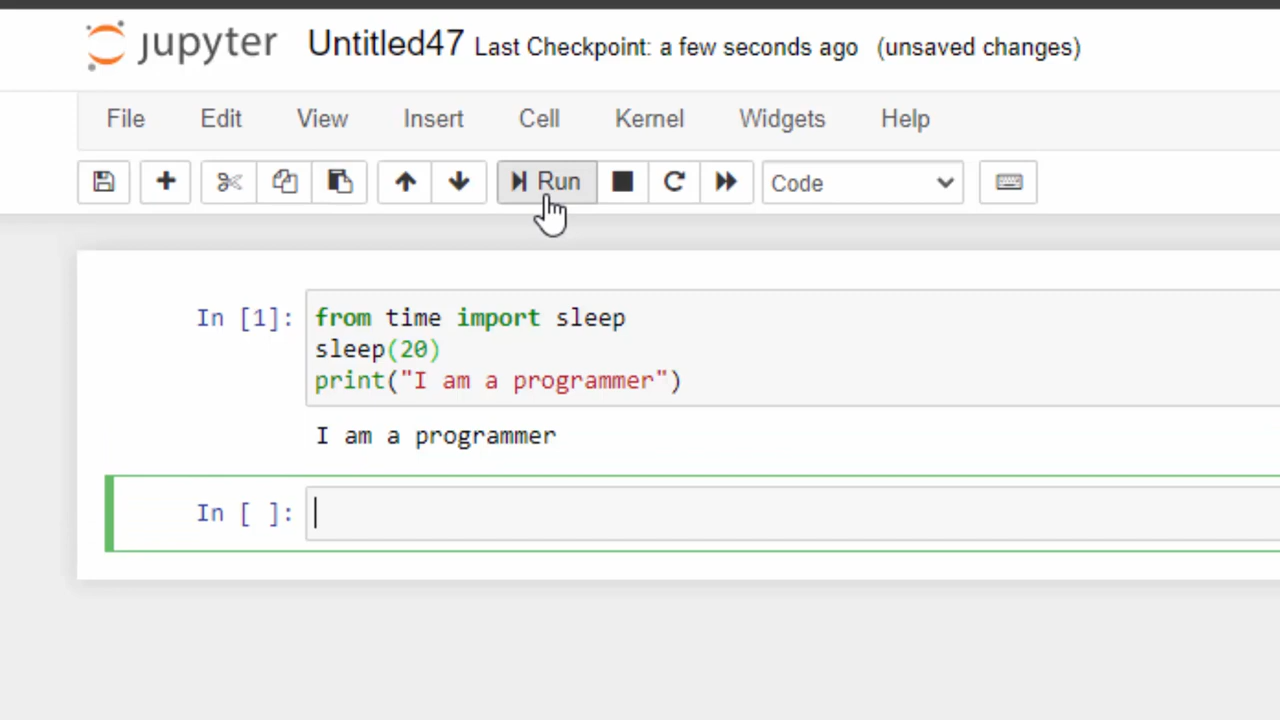 jupyter Untitled47 Last Checkpoint: a few seconds ago (unsaved changes)
File Edit View Insert Cell Kernel Widgets Help
Run Code
In [1]: from time import sleep
sleep(20)
print("I am a programmer")
I am a programmer
In [ ]: